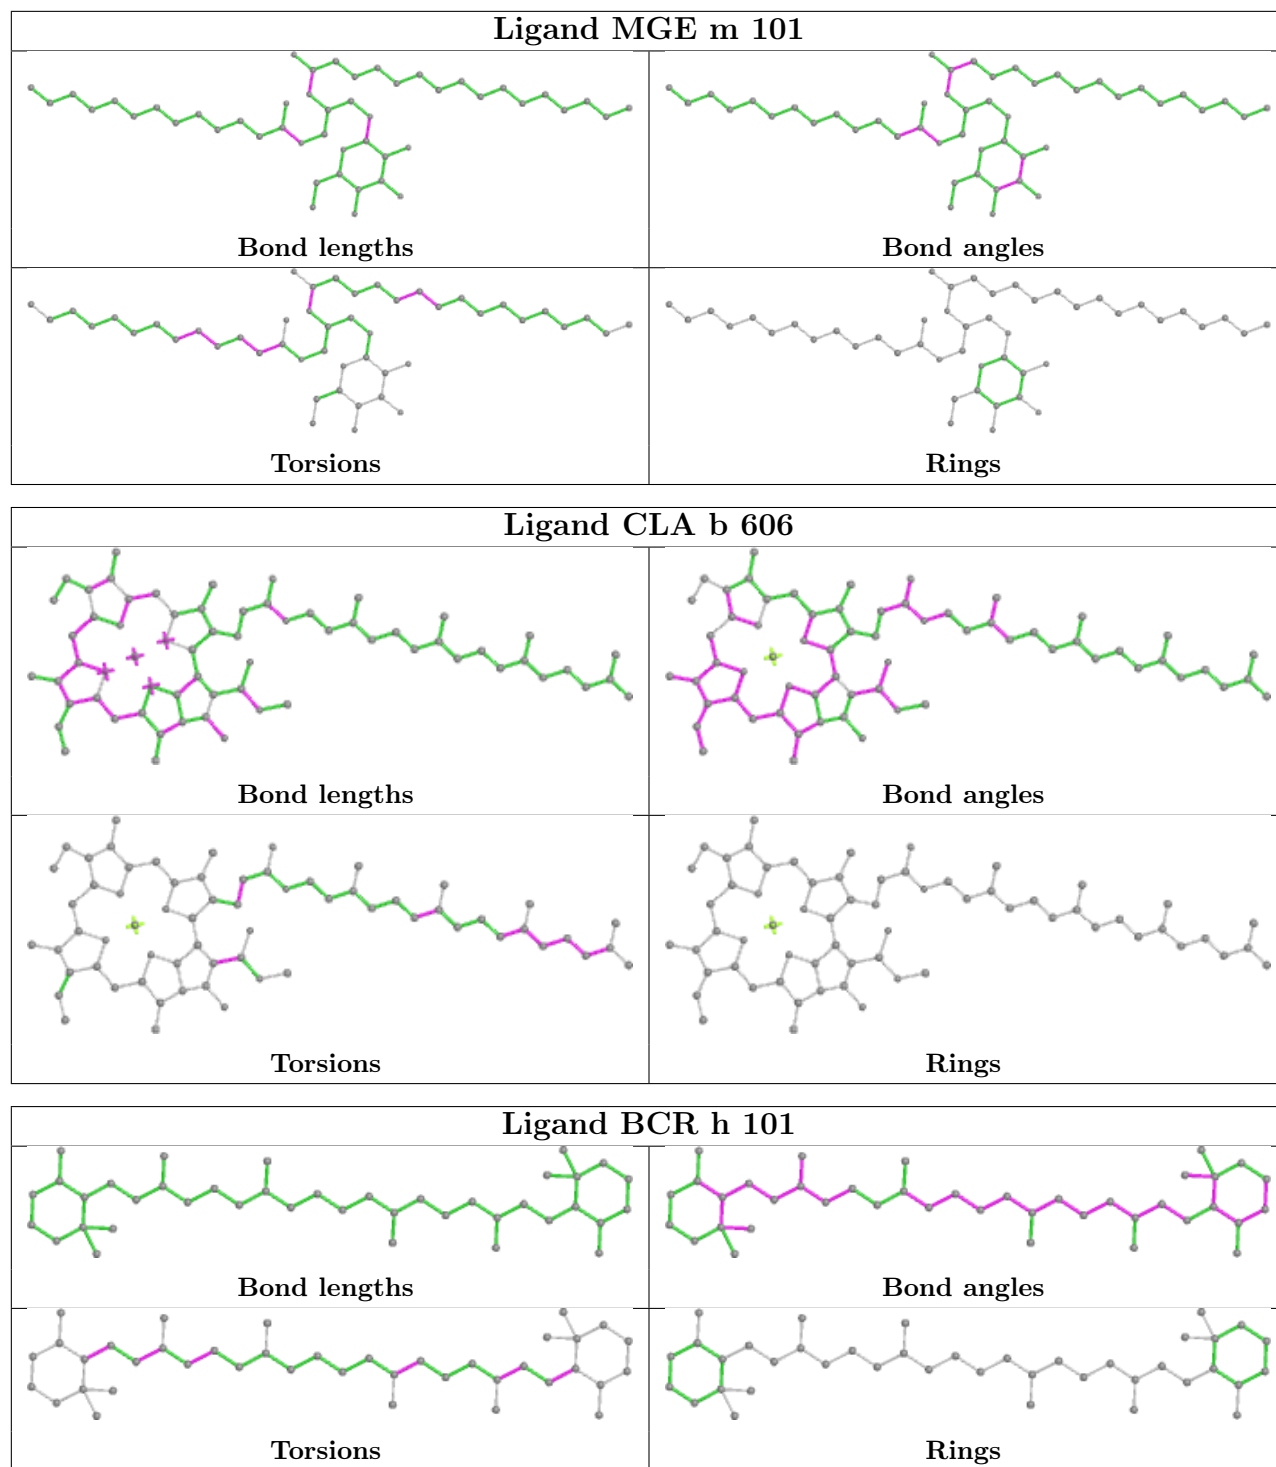 Ligand MGE m 101
Bond lengths
Bond angles
Torsions
Rings
Ligand CLA b 606
Bond lengths
Bond angles
Torsions
Rings
Ligand BCR h 101
Bond lengths
Bond angles
Torsions
Rings